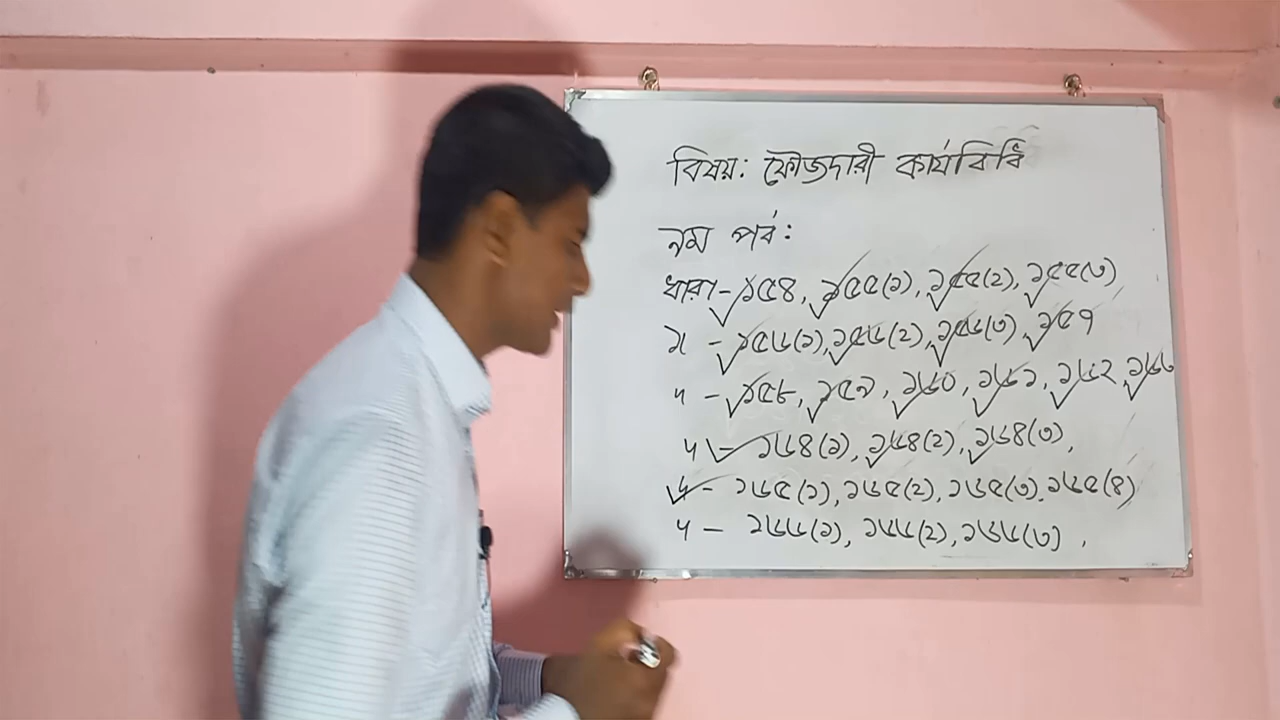 বিষয়: ফৌজদারী কার্যবিধি
নম পর্ব:
ধারা - ১৫৪, ১৫৫(১), ১৫৫(২), ১৫৫(৩)
" - ১৫৬(১), ১৫৬(২), ১৫৬(৩), ১৫৭
" - ১৫৮, ১৫৯, ১৬০, ১৬১, ১৬২, ১৬৩
" - ১৬৪(১), ১৬৪(২), ১৬৪(৩),
" - ১৬৫(১), ১৬৫(২), ১৬৫(৩), ১৬৫(৪)
" - ১৬৬(১), ১৬৬(২), ১৬৬(৩),